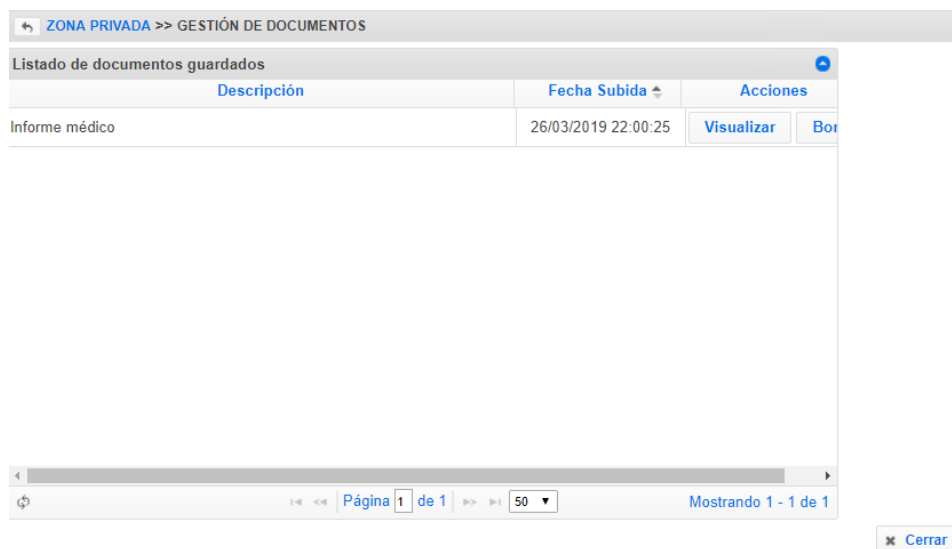 ZONA PRIVADA >> GESTIÓN DE DOCUMENTOS
Listado de documentos guardados
Descripción Fecha Subida Acciones
Informe médico 26/03/2019 22:00:25 Visualizar Bor
Página 1 de 1 50 Mostrando 1 - 1 de 1
Cerrar